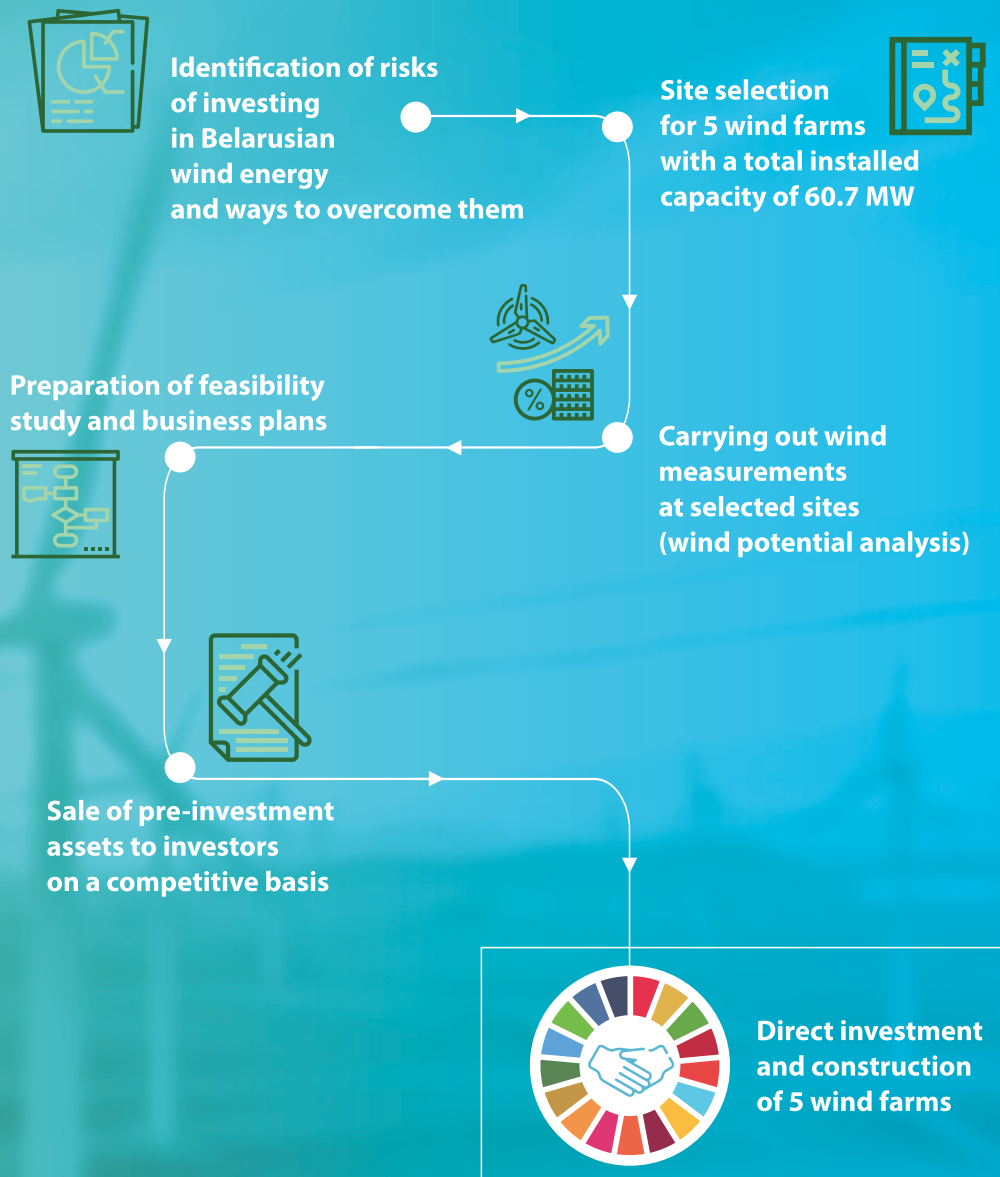 Identification of risks
of investing
in Belarusian
wind energy
and ways to overcome them
Site selection
for 5 wind farms
with a total installed
capacity of 60.7 MW
%
Carrying out wind
measurements
at selected sites
(wind potential analysis)
Preparation of feasibility
study and business plans
Sale of pre-investment
assets to investors
on a competitive basis
Direct investment
and construction
of 5 wind farms